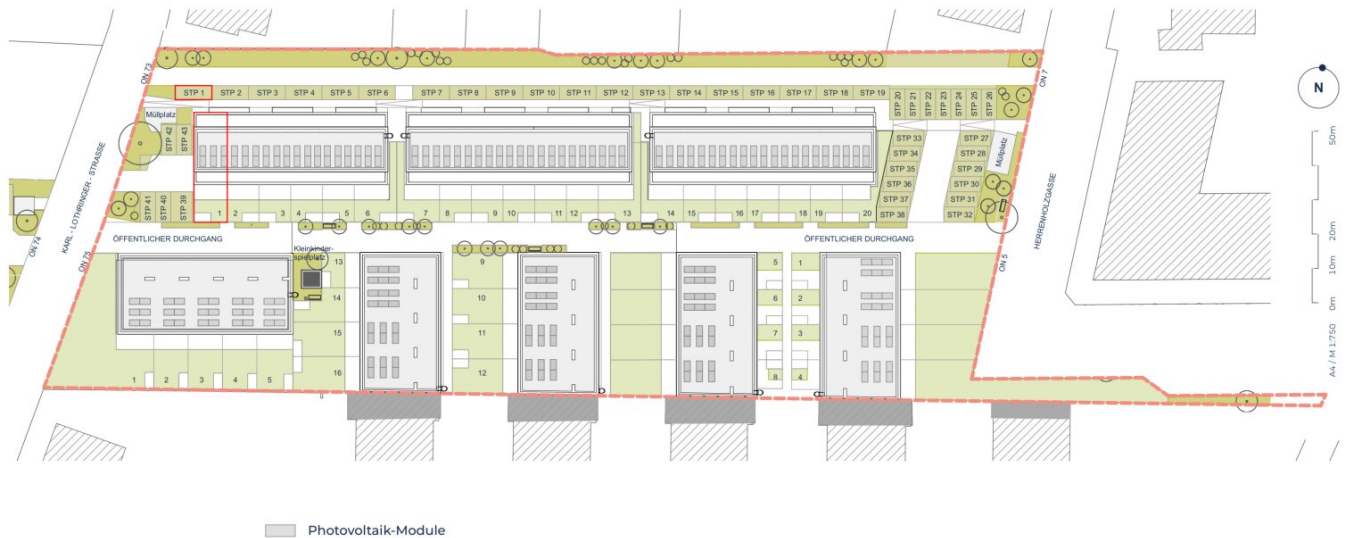 ON 73
ON 7
STP 1 STP 2 STP 3 STP 4 STP 5 STP 6 STP 7 STP 8 STP 9 STP 10 STP 11 STP 12 STP 13 STP 14 STP 15 STP 16 STP 17 STP 18 STP 19
STP 20
STP 21
STP 22
STP 23
STP 24
STP 25
STP 26
N
Müllplatz
STP 42
STP 43
STP 33
STP 34
STP 35
STP 36
STP 37
STP 38
STP 27
STP 28
STP 29
STP 30
STP 31
STP 32
Müllplatz
KARL - LOTHRINGER - STRASSE
HERRENHOLZGASSE
STP 41
STP 40
STP 39
1 2 3 4 5 6 7 8 9 10 11 12 13 14 15 16 17 18 19 20
ÖFFENTLICHER DURCHGANG
ÖFFENTLICHER DURCHGANG
ON 74
ON 75
ON 5
Kleinkinder-
spielplatz
13
14
15
16
9
10
11
12
5
6
7
8
1
2
3
4
1 2 3 4 5
50m
20m
10m
0m
A4 / M 1:750
Photovoltaik-Module